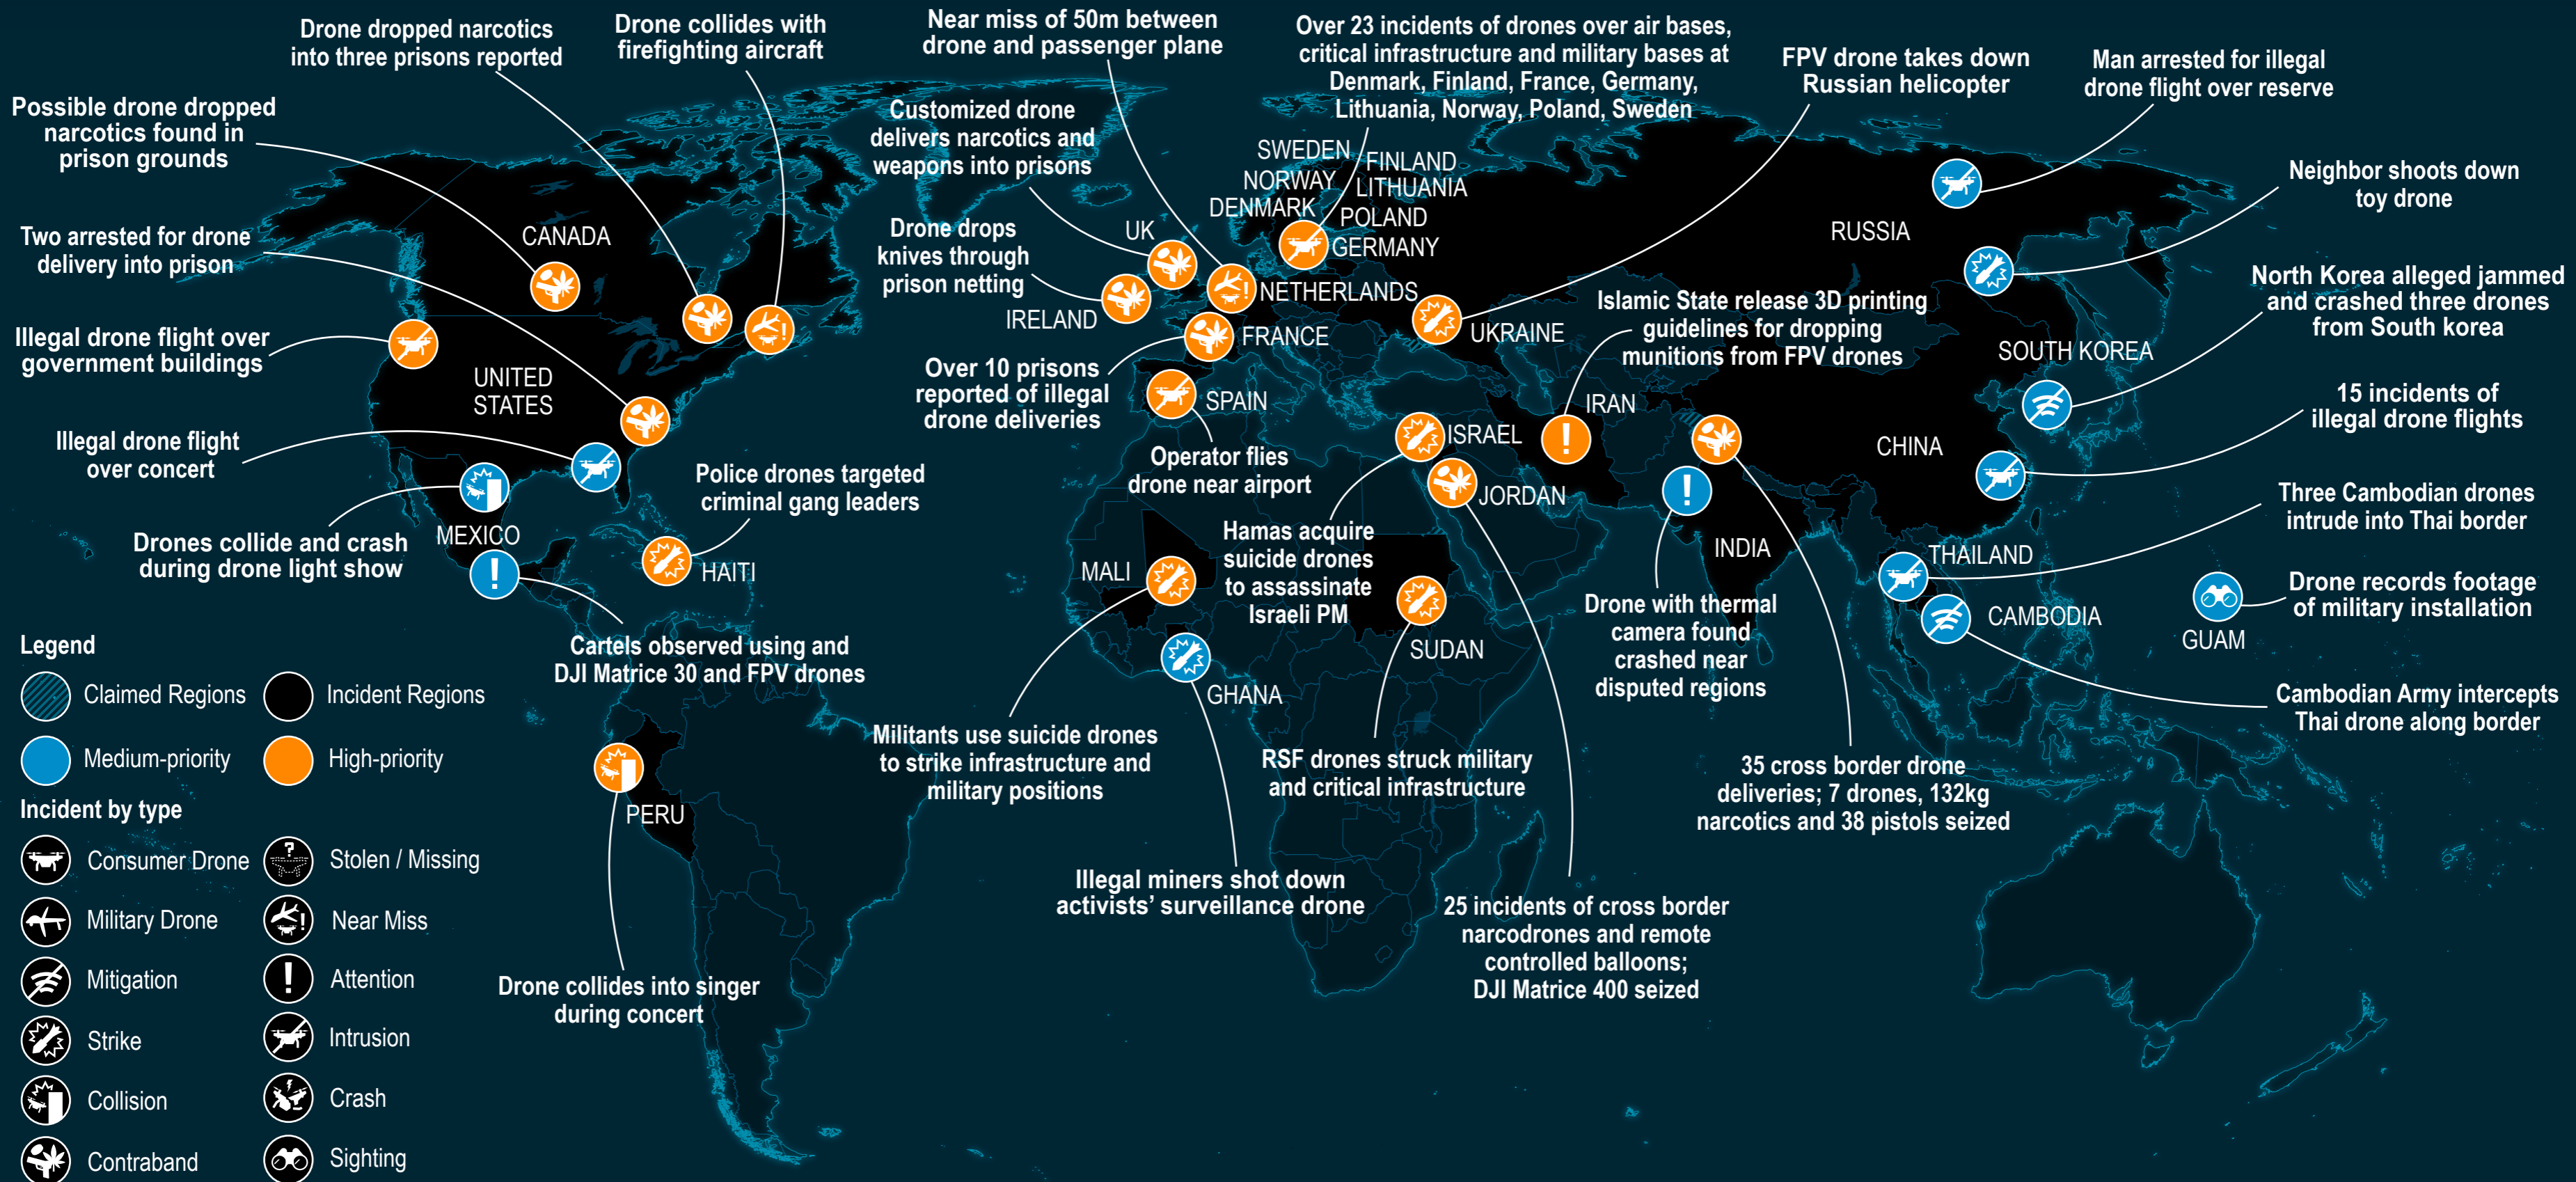 Drone dropped narcotics
into three prisons reported
Drone collides with
firefighting aircraft
Near miss of 50m between
drone and passenger plane
Over 23 incidents of drones over air bases,
critical infrastructure and military bases at
Denmark, Finland, France, Germany,
Lithuania, Norway, Poland, Sweden
FPV drone takes down
Russian helicopter
Man arrested for illegal
drone flight over reserve
Possible drone dropped
narcotics found in
prison grounds
Customized drone
delivers narcotics and
weapons into prisons
Neighbor shoots down
toy drone
Two arrested for drone
delivery into prison
Drone drops
knives through
prison netting
North Korea alleged jammed
and crashed three drones
from South korea
Illegal drone flight over
government buildings
Islamic State release 3D printing
guidelines for dropping
munitions from FPV drones
Over 10 prisons
reported of illegal
drone deliveries
15 incidents of
illegal drone flights
Illegal drone flight
over concert
Police drones targeted
criminal gang leaders
Operator flies
drone near airport
Three Cambodian drones
intrude into Thai border
Drones collide and crash
during drone light show
Hamas acquire
suicide drones
to assassinate
Israeli PM
Drone with thermal
camera found
crashed near
disputed regions
Drone records footage
of military installation
Cartels observed using and
DJI Matrice 30 and FPV drones
Cambodian Army intercepts
Thai drone along border
Militants use suicide drones
to strike infrastructure and
military positions
RSF drones struck military
and critical infrastructure
35 cross border drone
deliveries; 7 drones, 132kg
narcotics and 38 pistols seized
Illegal miners shot down
activists' surveillance drone
25 incidents of cross border
narcodrones and remote
controlled balloons;
DJI Matrice 400 seized
Drone collides into singer
during concert
CANADA
UNITED
STATES
MEXICO
HAITI
PERU
UK
IRELAND
SWEDEN
FINLAND
NORWAY
LITHUANIA
DENMARK
POLAND
GERMANY
NETHERLANDS
FRANCE
SPAIN
UKRAINE
RUSSIA
SOUTH KOREA
CHINA
IRAN
ISRAEL
JORDAN
INDIA
THAILAND
CAMBODIA
GUAM
MALI
GHANA
SUDAN
Legend
Claimed Regions
Incident Regions
Medium-priority
High-priority
Incident by type
Consumer Drone
Stolen / Missing
Military Drone
Near Miss
Mitigation
Attention
Strike
Intrusion
Collision
Crash
Contraband
Sighting